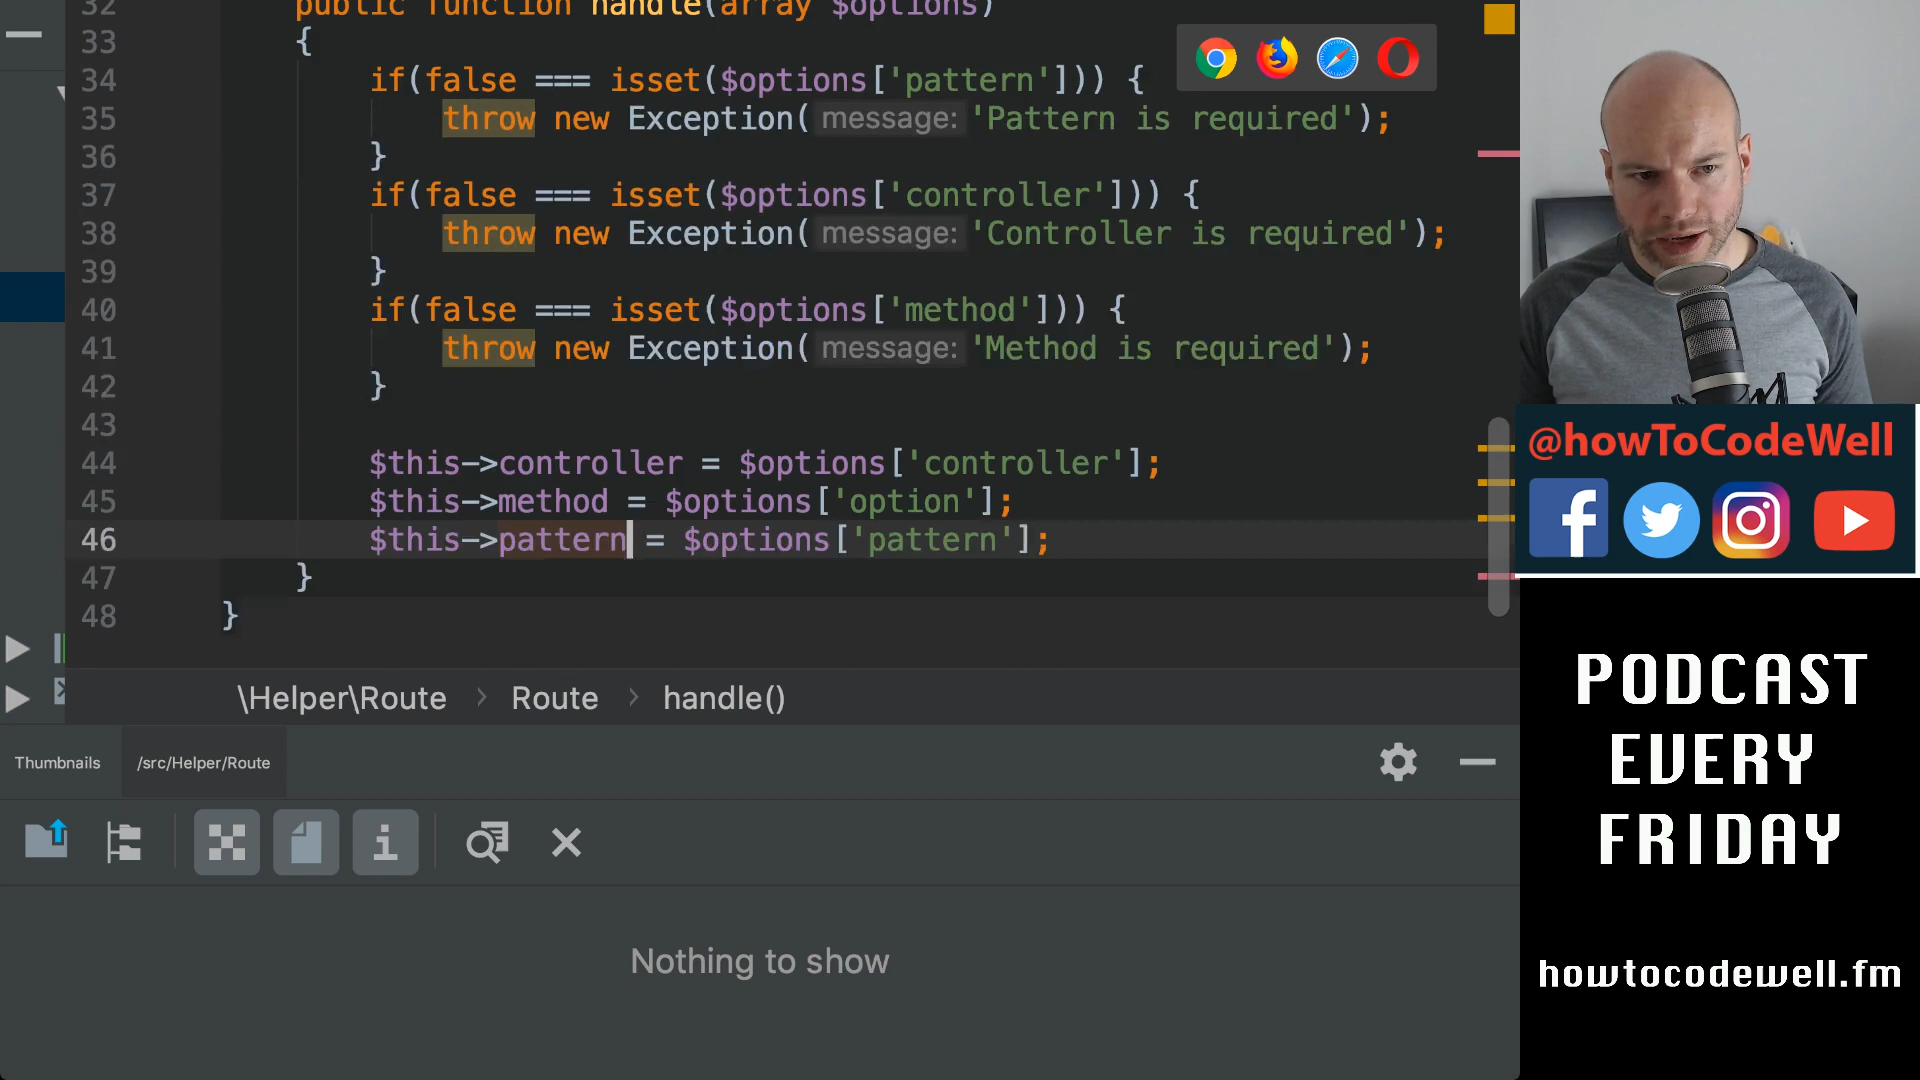 32 public function handle(array $options)
33 {
34 if(false === isset($options['pattern'])) {
35 throw new Exception( message: 'Pattern is required');
36 }
37 if(false === isset($options['controller'])) {
38 throw new Exception( message: 'Controller is required');
39 }
40 if(false === isset($options['method'])) {
41 throw new Exception( message: 'Method is required');
42 }
43
44 $this->controller = $options['controller'];
45 $this->method = $options['option'];
46 $this->pattern = $options['pattern'];
47 }
48 }
\Helper\Route > Route > handle()
Thumbnails /src/Helper/Route
Nothing to show
@howToCodeWell
PODCAST
EVERY
FRIDAY
howtocodewell.fm